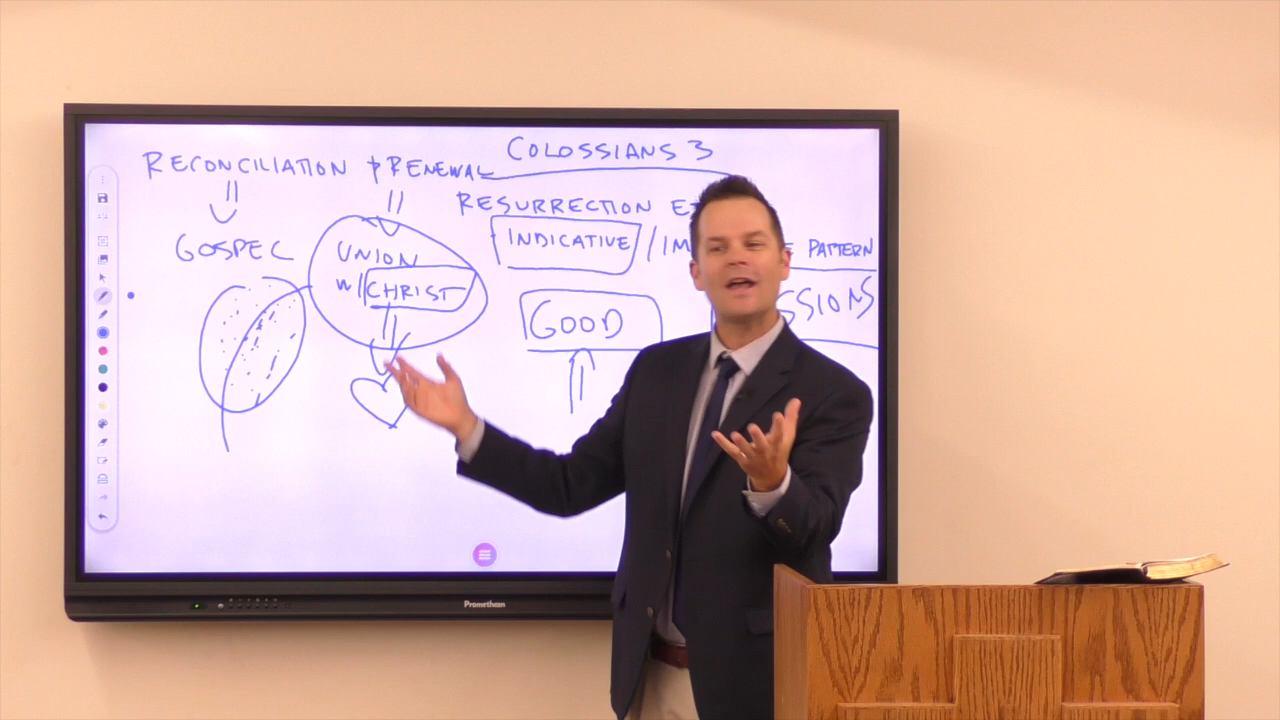 COLOSSIANS 3
RECONCILIATION & RENEWAL
RESURRECTION
GOSPEL
UNION
W/ CHRIST
INDICATIVE / PATTERN
GOOD
Promethean